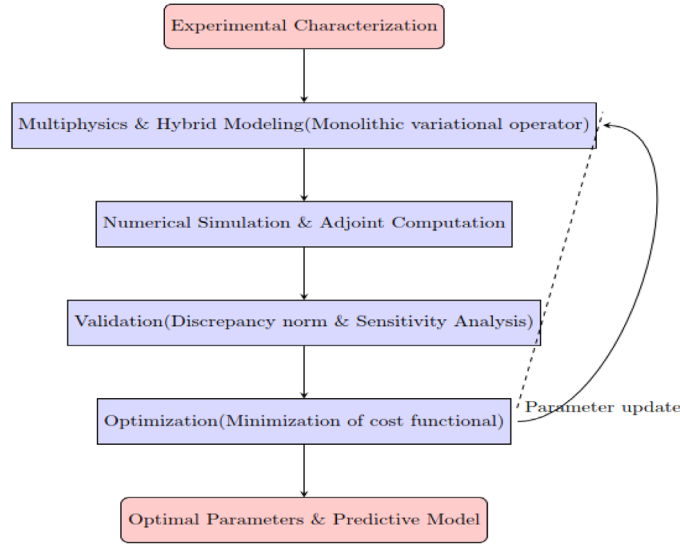 Experimental Characterization
Multiphysics & Hybrid Modeling(Monolithic variational operator)
Numerical Simulation & Adjoint Computation
Validation(Discrepancy norm & Sensitivity Analysis)
Optimization(Minimization of cost functional)
Parameter update
Optimal Parameters & Predictive Model